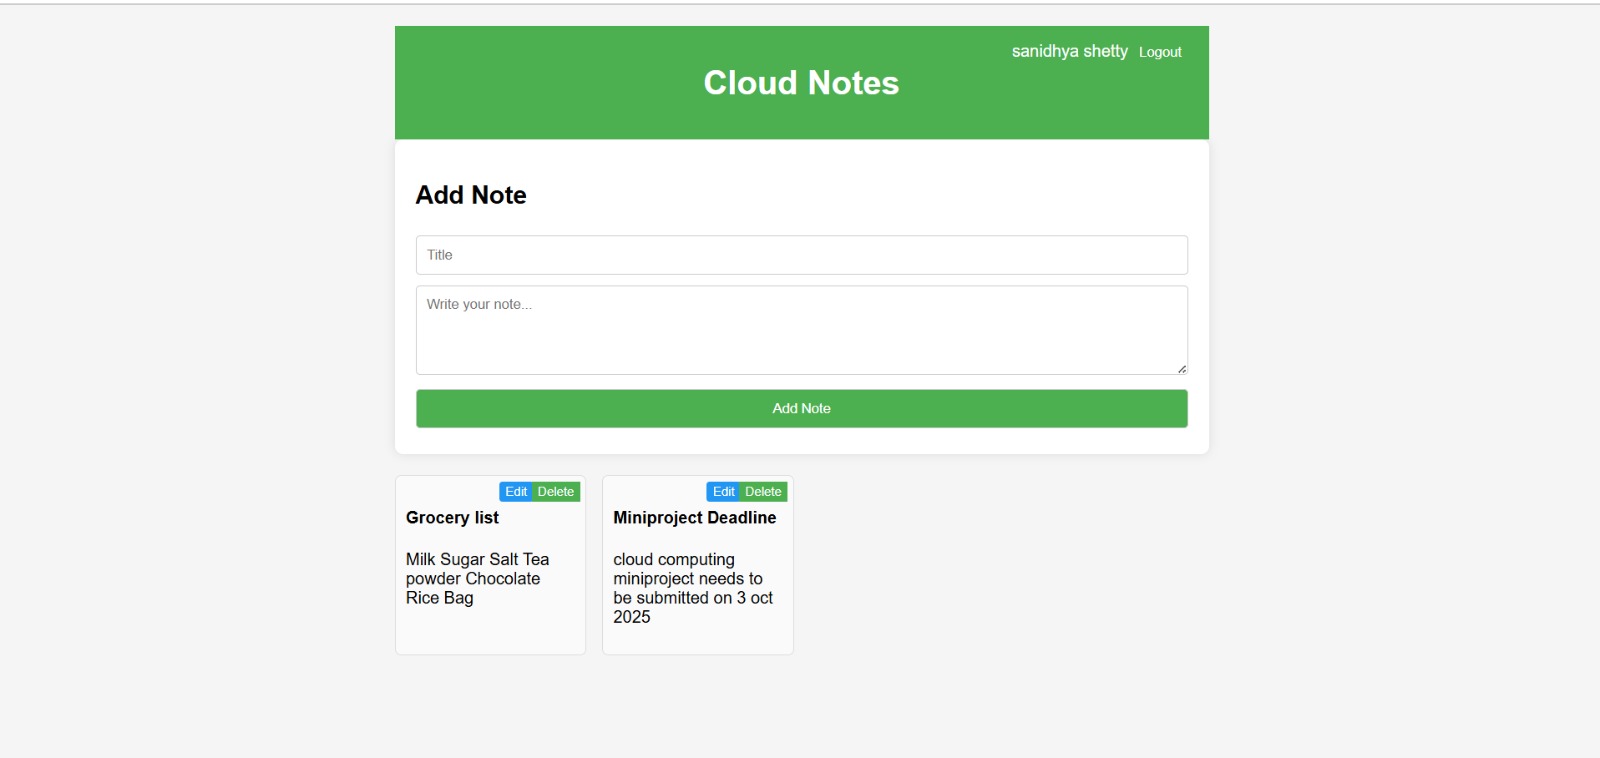 sanidhya shetty Logout
Cloud Notes
Add Note
Title
Write your note...
Add Note
Edit Delete
Grocery list
Milk Sugar Salt Tea
powder Chocolate
Rice Bag
Edit Delete
Miniproject Deadline
cloud computing
miniproject needs to
be submitted on 3 oct
2025